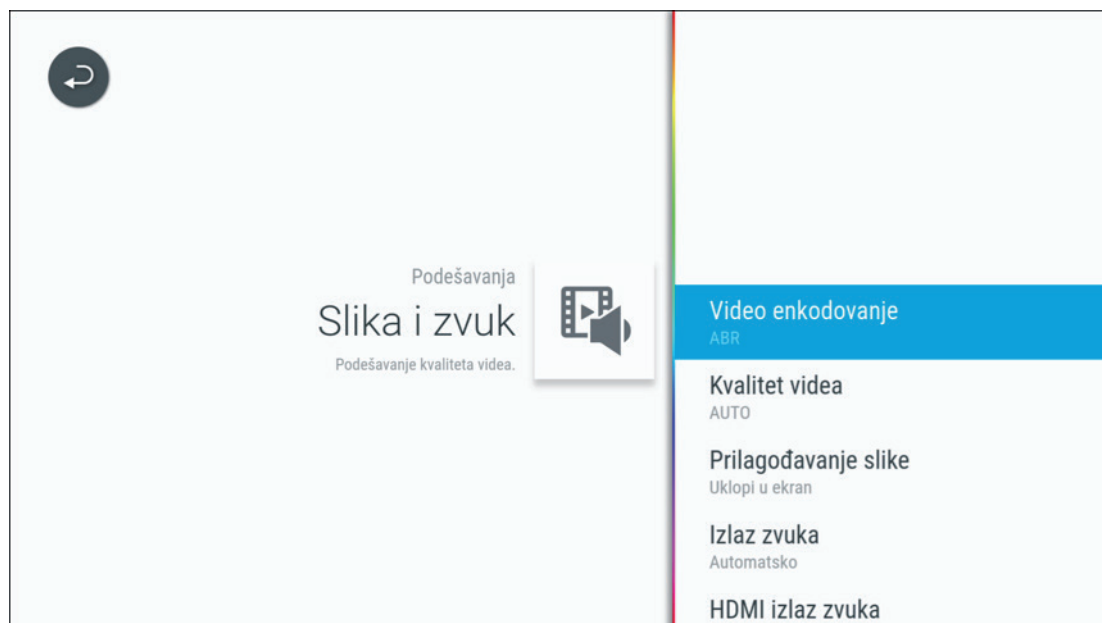 Podešavanja
Slika i zvuk
Podešavanje kvaliteta videa.
Video enkodovanje
ABR
Kvalitet videa
AUTO
Prilagođavanje slike
Uklopi u ekran
Izlaz zvuka
Automatsko
HDMI izlaz zvuka